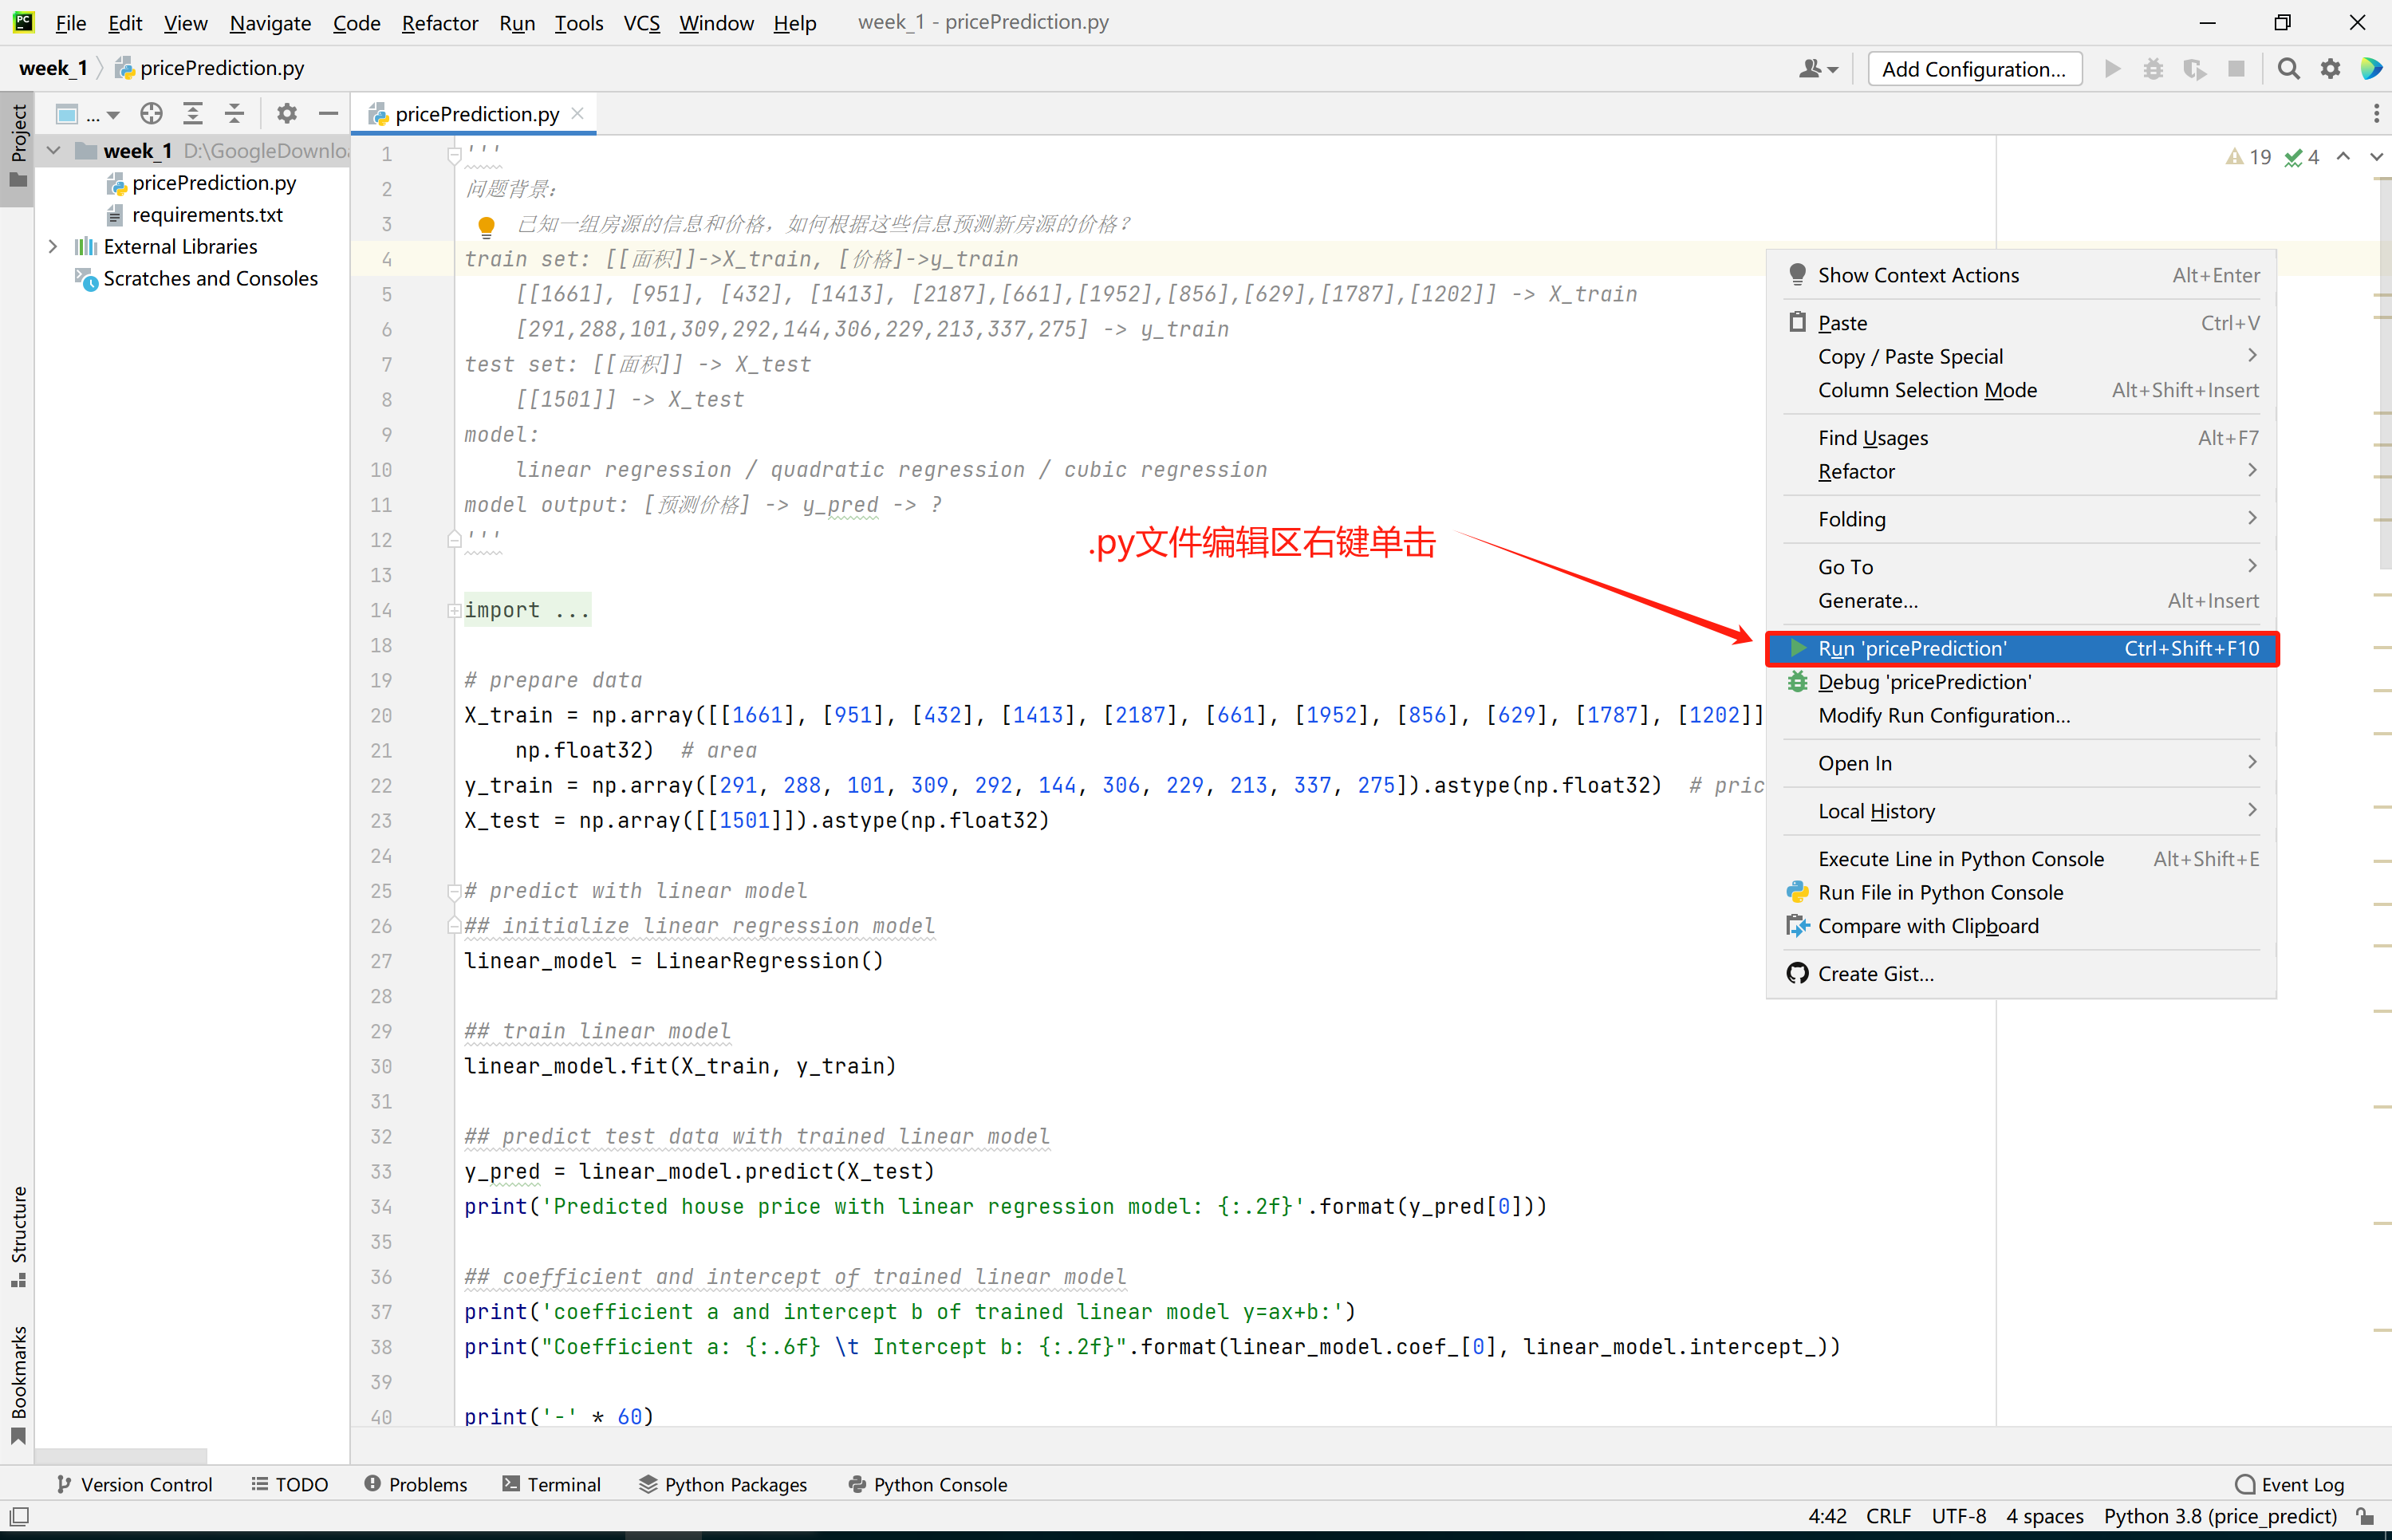 File Edit View Navigate Code Refactor Run Tools VCS Window Help week_1 - pricePrediction.py
week_1 pricePrediction.py Add Configuration...
Project
... pricePrediction.py
week_1 D:\GoogleDownlo
pricePrediction.py
requirements.txt
External Libraries
Scratches and Consoles
19 4
1 '''
2 问题背景：
3 已知一组房源的信息和价格，如何根据这些信息预测新房源的价格？
4 train set: [[面积]]->X_train, [价格]->y_train
5 [[1661], [951], [432], [1413], [2187],[661],[1952],[856],[629],[1787],[1202]] -> X_train
6 [291,288,101,309,292,144,306,229,213,337,275] -> y_train
7 test set: [[面积]] -> X_test
8 [[1501]] -> X_test
9 model:
10 linear regression / quadratic regression / cubic regression
11 model output: [预测价格] -> y_pred -> ?
12 '''
13
14 import ...
18
19 # prepare data
20 X_train = np.array([[1661], [951], [432], [1413], [2187], [661], [1952], [856], [629], [1787], [1202]]
21 np.float32)  # area
22 y_train = np.array([291, 288, 101, 309, 292, 144, 306, 229, 213, 337, 275]).astype(np.float32)  # pric
23 X_test = np.array([[1501]]).astype(np.float32)
24
25 # predict with linear model
26 ## initialize linear regression model
27 linear_model = LinearRegression()
28
29 ## train linear model
30 linear_model.fit(X_train, y_train)
31
32 ## predict test data with trained linear model
33 y_pred = linear_model.predict(X_test)
34 print('Predicted house price with linear regression model: {:.2f}'.format(y_pred[0]))
35
36 ## coefficient and intercept of trained linear model
37 print('coefficient a and intercept b of trained linear model y=ax+b:')
38 print("Coefficient a: {:.6f} \t Intercept b: {:.2f}".format(linear_model.coef_[0], linear_model.intercept_))
39
40 print('-' * 60)
.py文件编辑区右键单击
Show Context Actions Alt+Enter
Paste Ctrl+V
Copy / Paste Special
Column Selection Mode Alt+Shift+Insert
Find Usages Alt+F7
Refactor
Folding
Go To
Generate... Alt+Insert
Run 'pricePrediction' Ctrl+Shift+F10
Debug 'pricePrediction'
Modify Run Configuration...
Open In
Local History
Execute Line in Python Console Alt+Shift+E
Run File in Python Console
Compare with Clipboard
Create Gist...
Structure
Bookmarks
Version Control TODO Problems Terminal Python Packages Python Console Event Log
4:42 CRLF UTF-8 4 spaces Python 3.8 (price_predict)